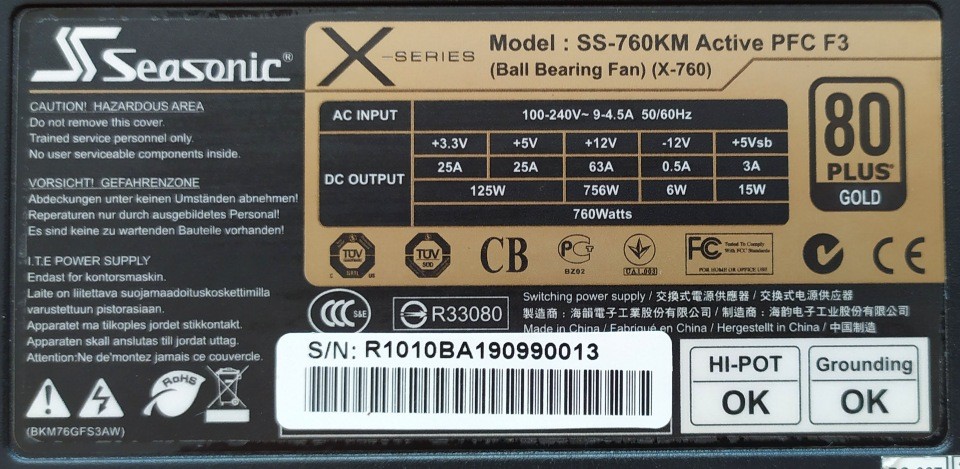 Seasonic®
CAUTION! HAZARDOUS AREA
Do not remove this cover.
Trained service personnel only.
No user serviceable components inside.
VORSICHT! GEFAHRENZONE
Abdeckungen unter keinen Umständen abnehmen!
Reperaturen nur durch ausgebildetes Personal!
Es sind keine zu wartenden Bauteile vorhanden!
I.T.E POWER SUPPLY
Endast for kontorsmaskin.
Laite on liitettava suojamaadoituskoskettimilla
varustettuun pistorasiaan.
Apparatet ma tilkoples jordet stikkontakt.
Apparaten skall anslutas till jordat uttag.
Attention:Ne de'montez jamais ce couvercle.
RoHS
(BKM76GFS3AW)
X-SERIES
Model : SS-760KM Active PFC F3
(Ball Bearing Fan) (X-760)
AC INPUT 100-240V~ 9-4.5A 50/60Hz
DC OUTPUT +3.3V +5V +12V -12V +5Vsb
25A 25A 63A 0.5A 3A
125W 756W 6W 15W
760Watts
80
PLUS®
GOLD
TÜV TÜV CB PCT FC CE
BZ02 UA1.003
Tested To Comply
With FCC Standards
FOR HOME OR OFFICE USE
CCC S&E R33080
Switching power supply / 交換式電源供應器 / 交换式电源供应器
製造商：海韻電子工業股份有限公司 / 制造商：海韵电子工业股份有限公司
Made in China / Fabriqué en China / Hergestellt in China / 中国制造
S/N: R1010BA190990013
HI-POT
OK
Grounding
OK